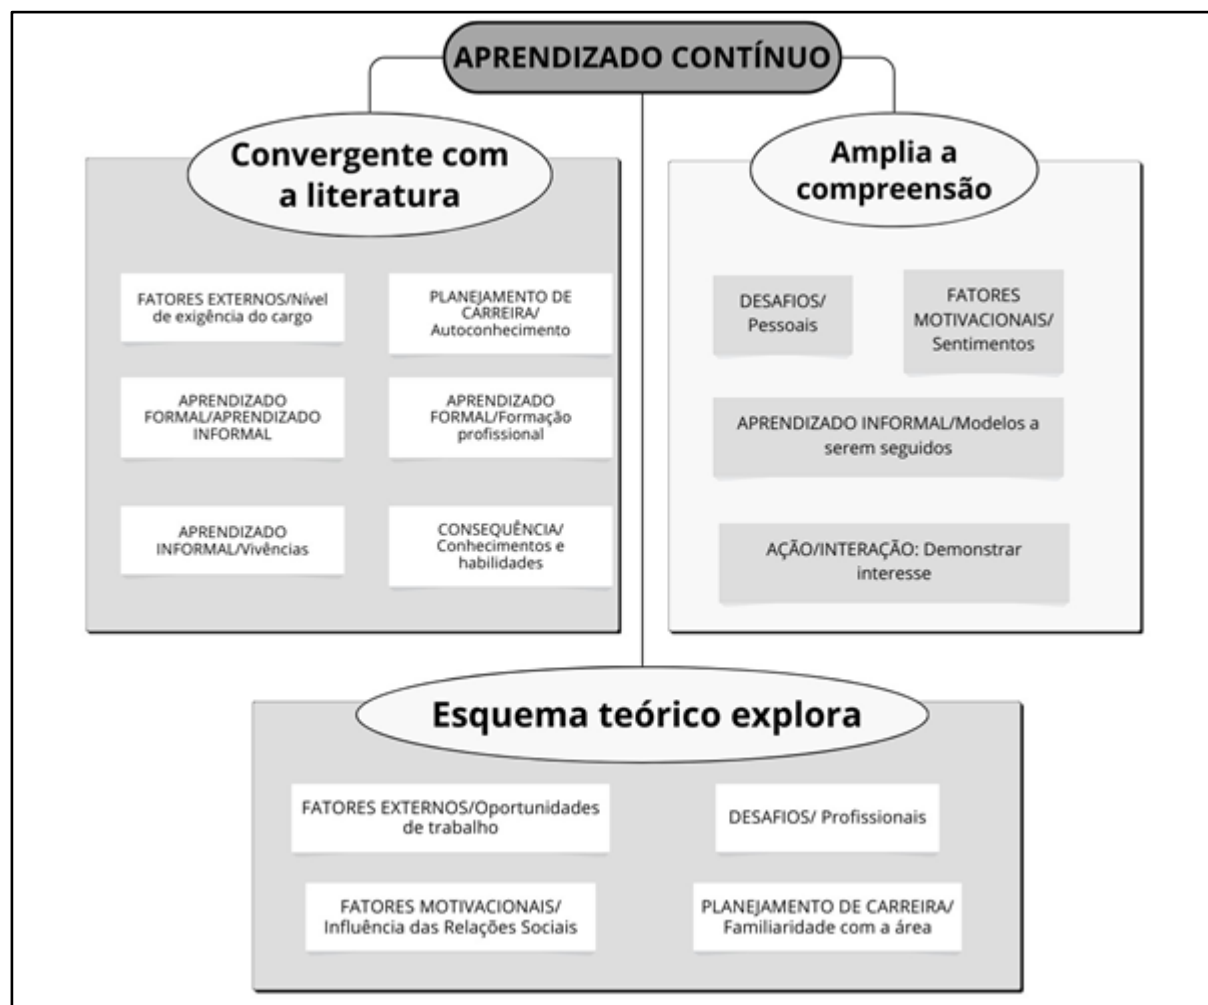 APRENDIZADO CONTÍNUO
Convergente com
a literatura
FATORES EXTERNOS/Nível
de exigência do cargo
PLANEJAMENTO DE
CARREIRA/
Autoconhecimento
APRENDIZADO
FORMAL/APRENDIZADO
INFORMAL
APRENDIZADO
FORMAL/Formação
profissional
APRENDIZADO
INFORMAL/Vivências
CONSEQUÊNCIA/
Conhecimentos e
habilidades
Amplia a
compreensão
DESAFIOS/
Pessoais
FATORES
MOTIVACIONAIS/
Sentimentos
APRENDIZADO INFORMAL/Modelos a
serem seguidos
AÇÃO/INTERAÇÃO: Demonstrar
interesse
Esquema teórico explora
FATORES EXTERNOS/Oportunidades
de trabalho
DESAFIOS/ Profissionais
FATORES MOTIVACIONAIS/
Influência das Relações Sociais
PLANEJAMENTO DE CARREIRA/
Familiaridade com a área